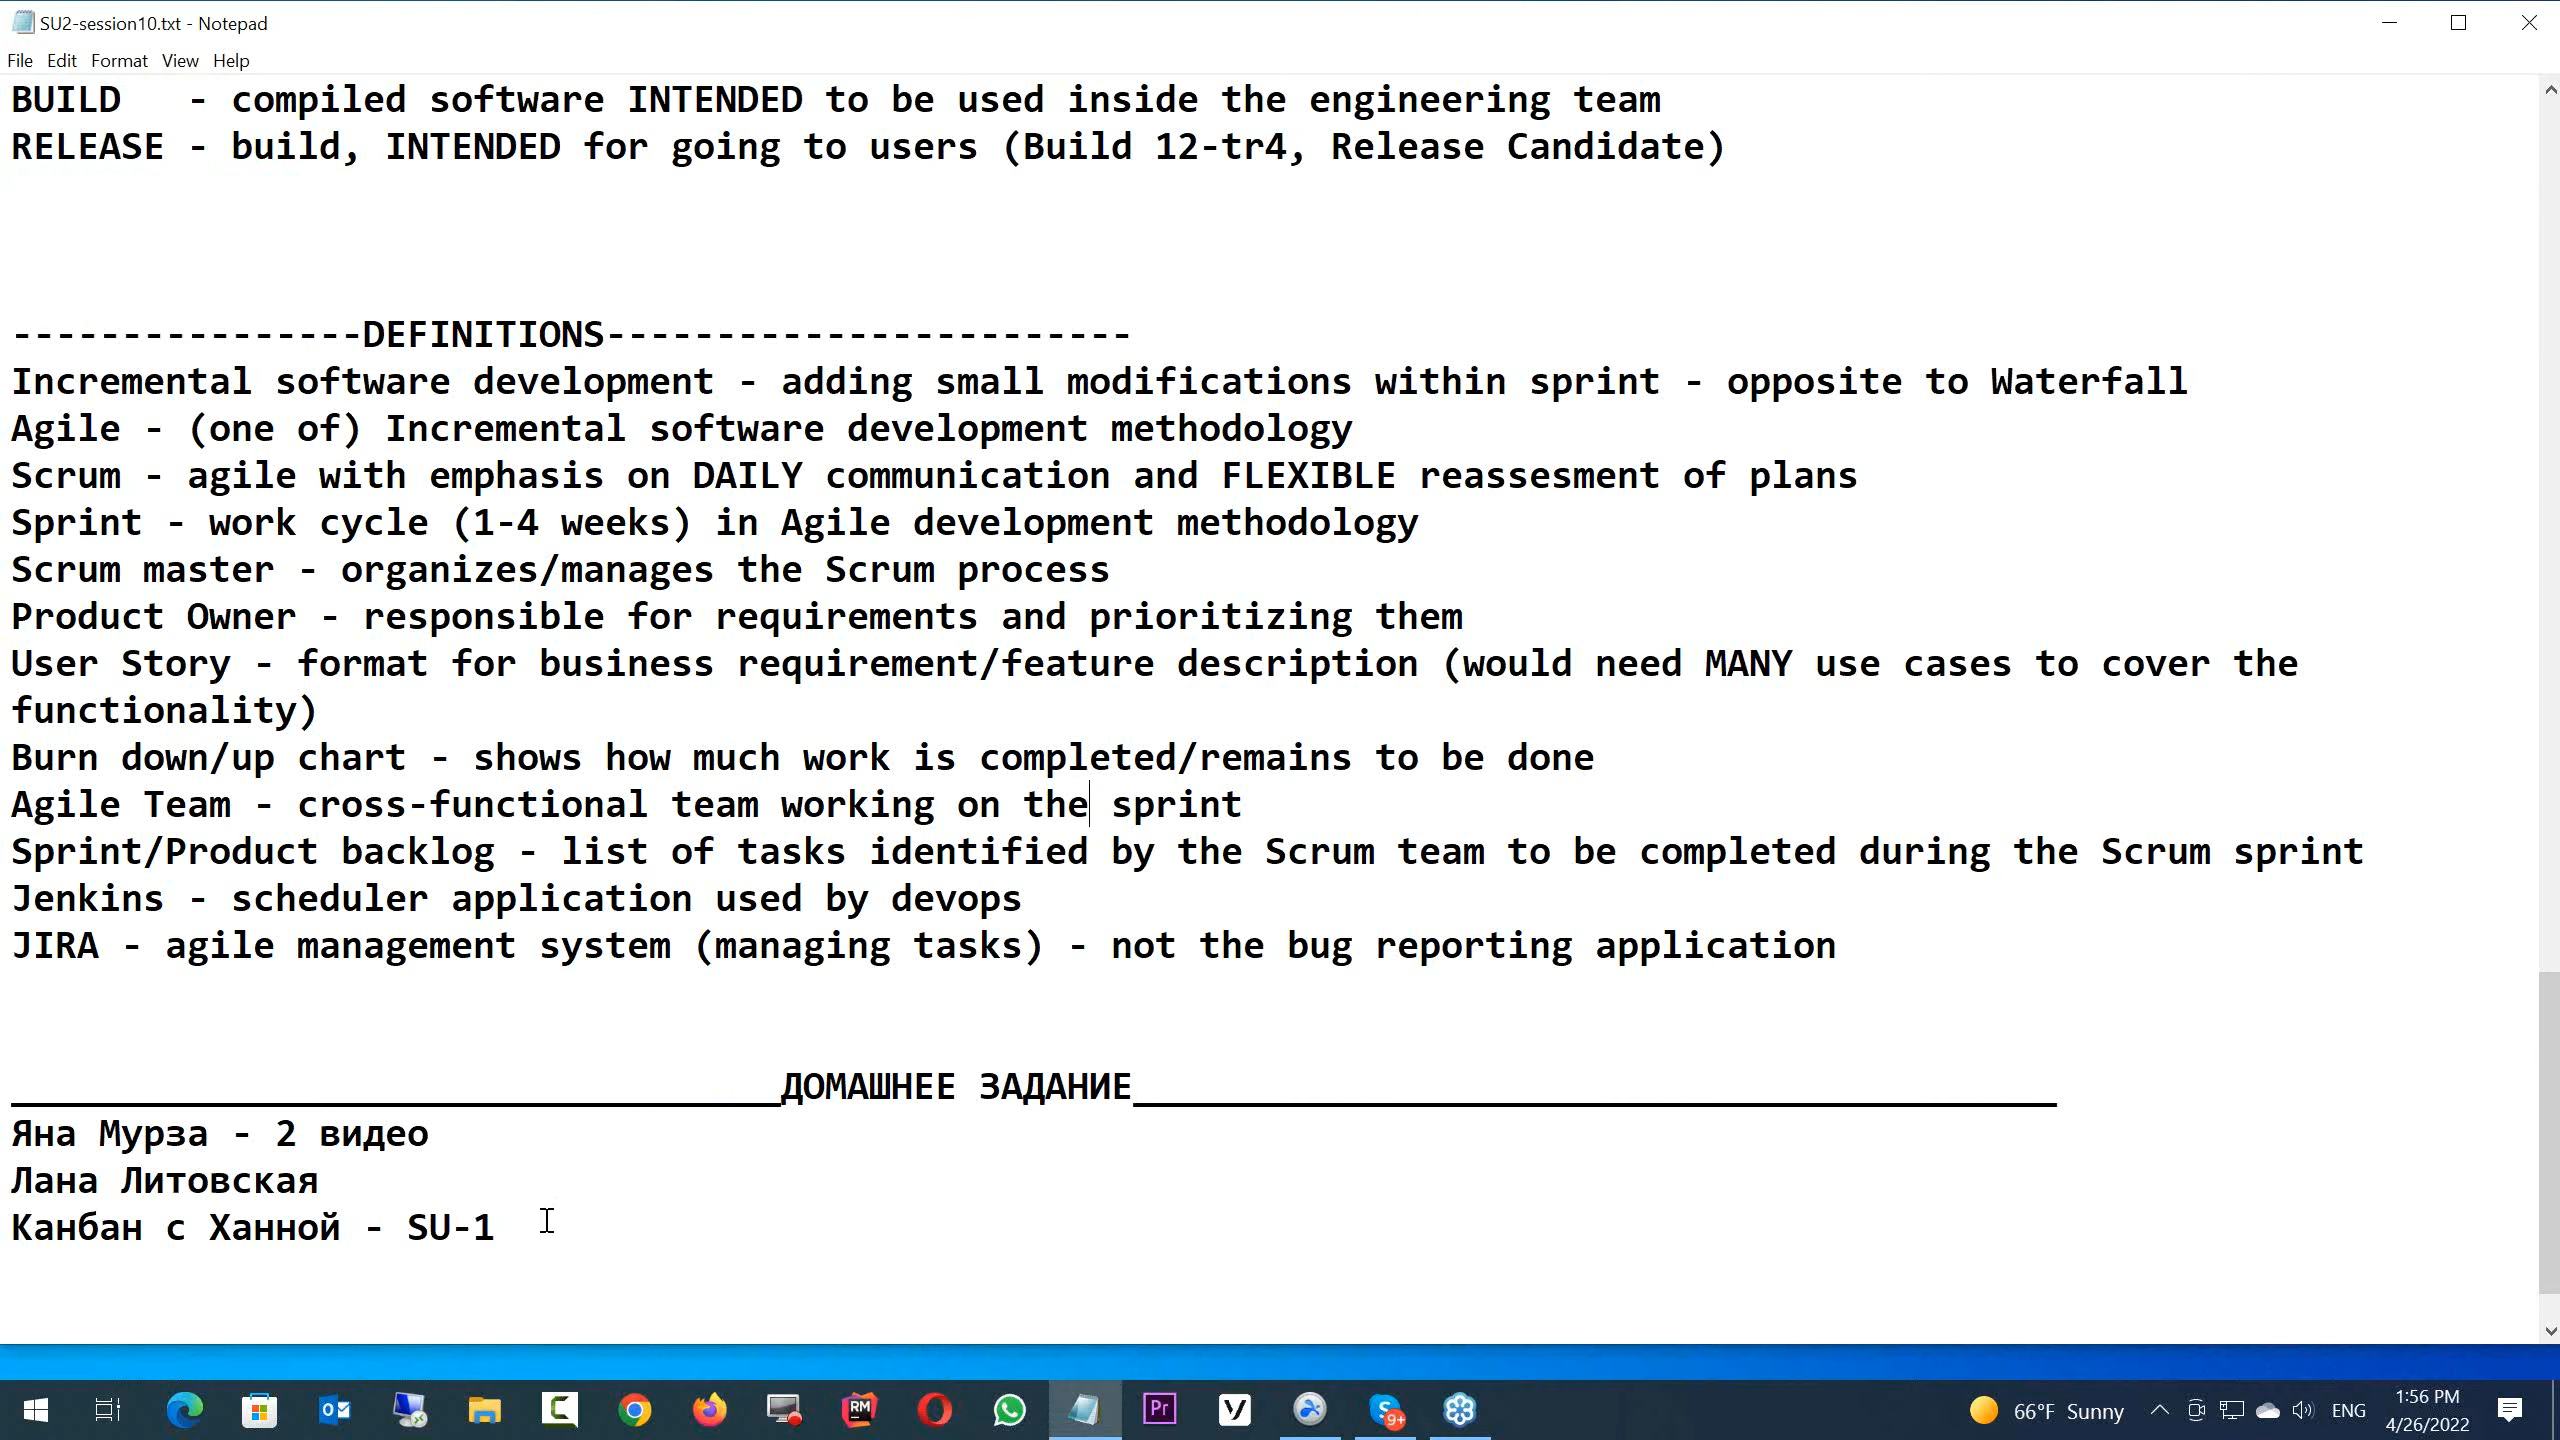 SU2-session10.txt - Notepad
File Edit Format View Help
BUILD   - compiled software INTENDED to be used inside the engineering team
RELEASE - build, INTENDED for going to users (Build 12-tr4, Release Candidate)
----------------DEFINITIONS------------------------
Incremental software development - adding small modifications within sprint - opposite to Waterfall
Agile - (one of) Incremental software development methodology
Scrum - agile with emphasis on DAILY communication and FLEXIBLE reassesment of plans
Sprint - work cycle (1-4 weeks) in Agile development methodology
Scrum master - organizes/manages the Scrum process
Product Owner - responsible for requirements and prioritizing them
User Story - format for business requirement/feature description (would need MANY use cases to cover the
functionality)
Burn down/up chart - shows how much work is completed/remains to be done
Agile Team - cross-functional team working on the sprint
Sprint/Product backlog - list of tasks identified by the Scrum team to be completed during the Scrum sprint
Jenkins - scheduler application used by devops
JIRA - agile management system (managing tasks) - not the bug reporting application
___________________________________ДОМАШНЕЕ ЗАДАНИЕ__________________________________________
Яна Мурза - 2 видео
Лана Литовская
Канбан с Ханной - SU-1
66°F Sunny
ENG
1:56 PM
4/26/2022
RM
Pr
S
9+